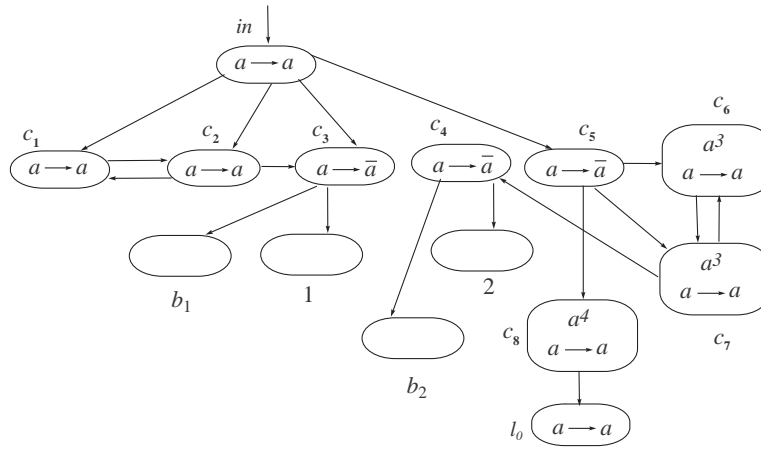 in
a → a
c₁ c₂ c₃ c₄ c₅ c₆
a → a a → a a → a̅ a → a̅ a → a̅ a³
a → a
b₁ 1 2 a³
a → a
c₇
c₈ a⁴
a → a
b₂
l₀ a → a